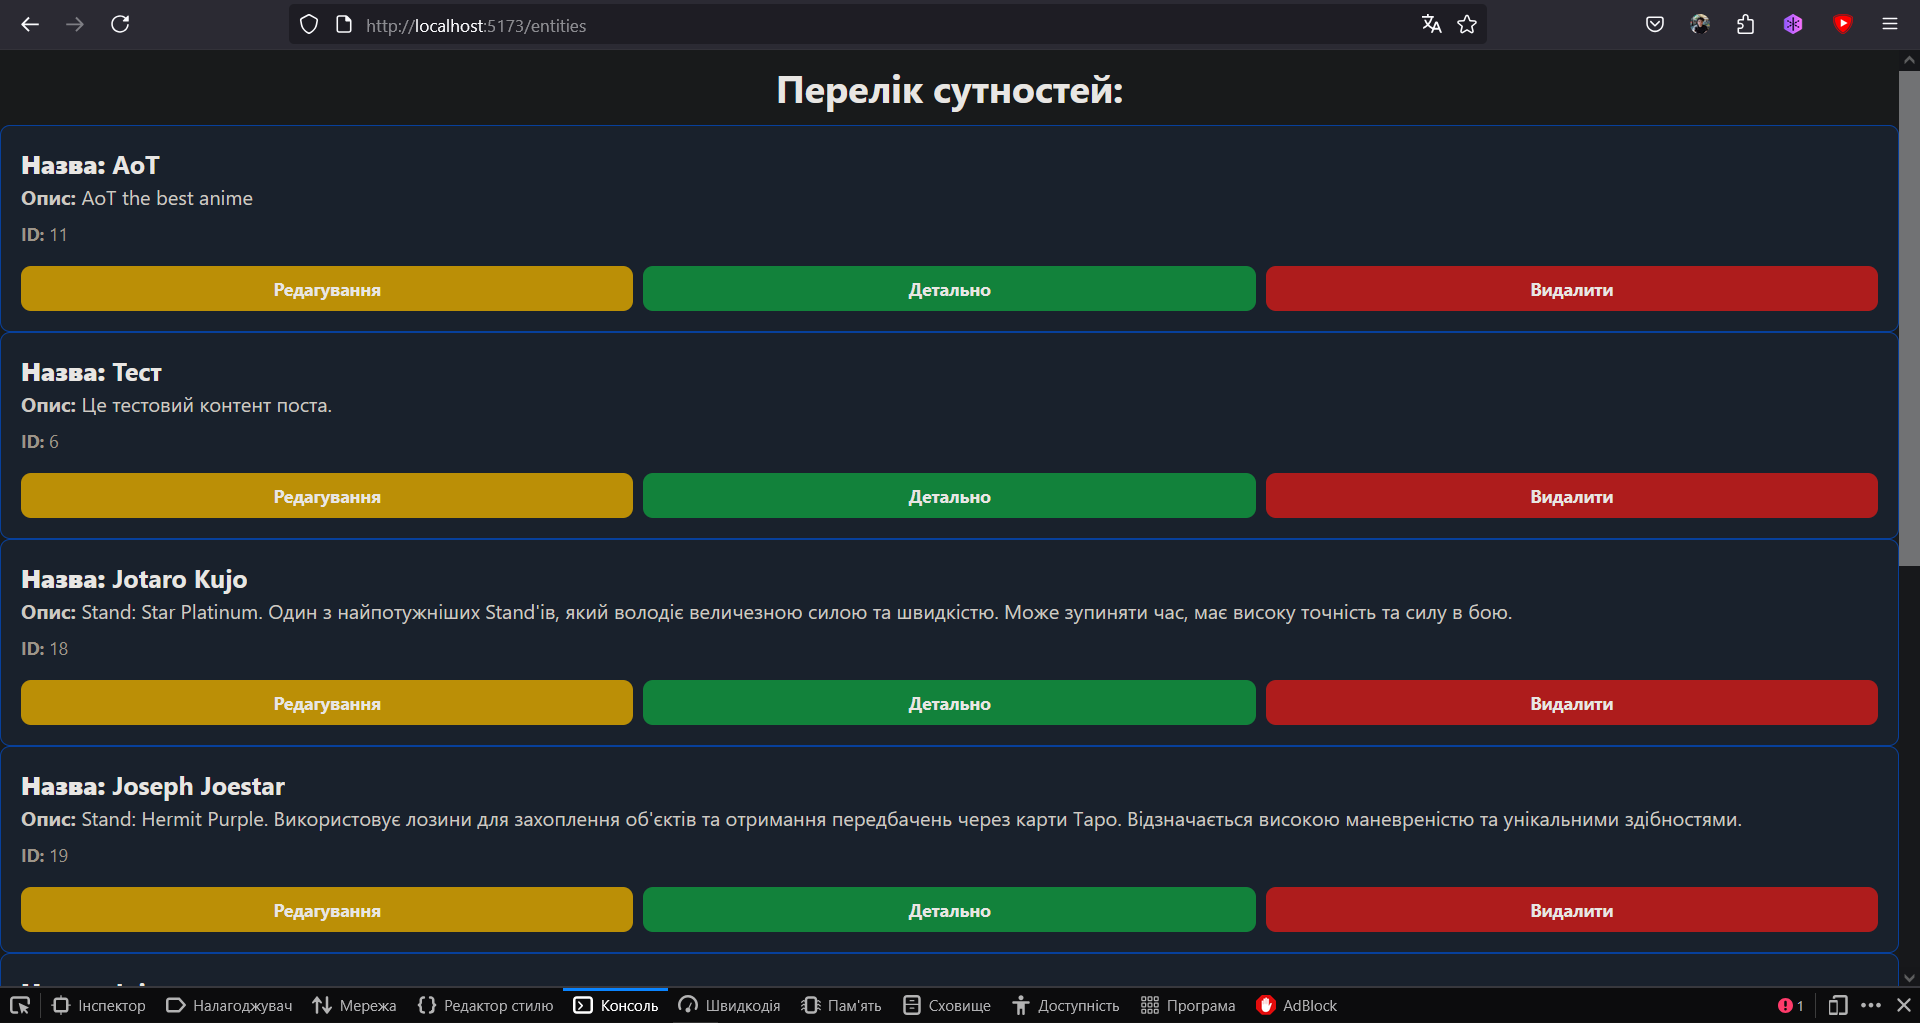 http://localhost:5173/entities
Перелік сутностей:
Назва: AoT
Опис: AoT the best anime
ID: 11
Редагування Детально Видалити
Назва: Тест
Опис: Це тестовий контент поста.
ID: 6
Редагування Детально Видалити
Назва: Jotaro Kujo
Опис: Stand: Star Platinum. Один з найпотужніших Stand'ів, який володіє величезною силою та швидкістю. Може зупиняти час, має високу точність та силу в бою.
ID: 18
Редагування Детально Видалити
Назва: Joseph Joestar
Опис: Stand: Hermit Purple. Використовує лозини для захоплення об'єктів та отримання передбачень через карти Таро. Відзначається високою маневреністю та унікальними здібностями.
ID: 19
Редагування Детально Видалити
Інспектор Налагоджувач Мережа Редактор стилю Консоль Швидкодія Пам'ять Сховище Доступність Програма AdBlock 1